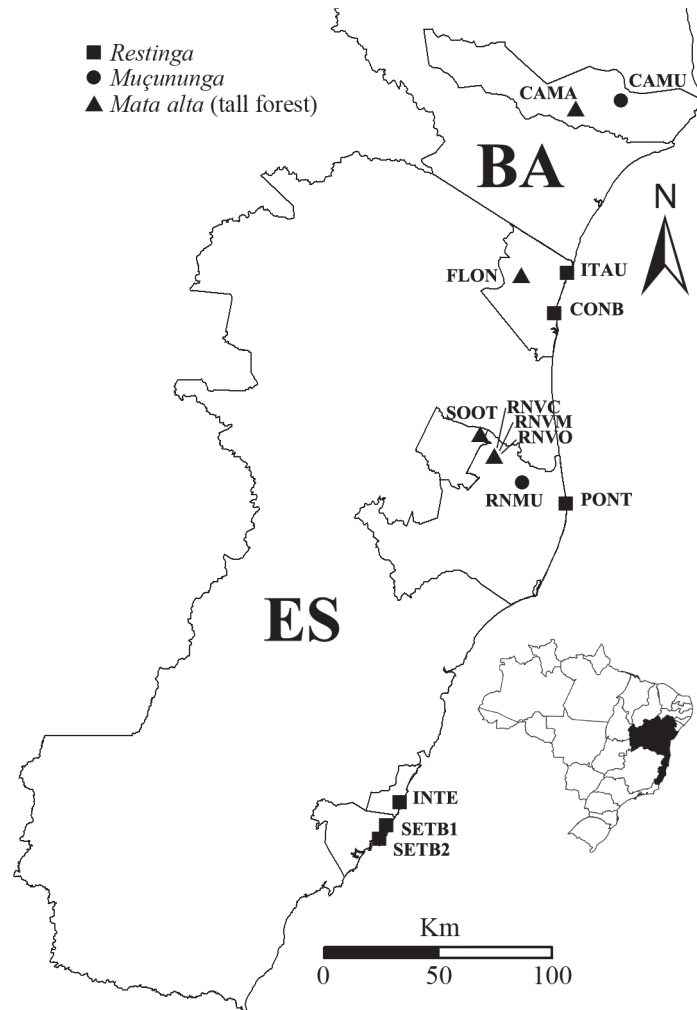 Restinga
Muçununga
Mata alta (tall forest)
CAMU
CAMA
BA
N
FLON
ITAU
CONB
SOOT
RNVC
RNVM
RNVO
RNMU
PONT
ES
INTE
SETB1
SETB2
Km
0 50 100